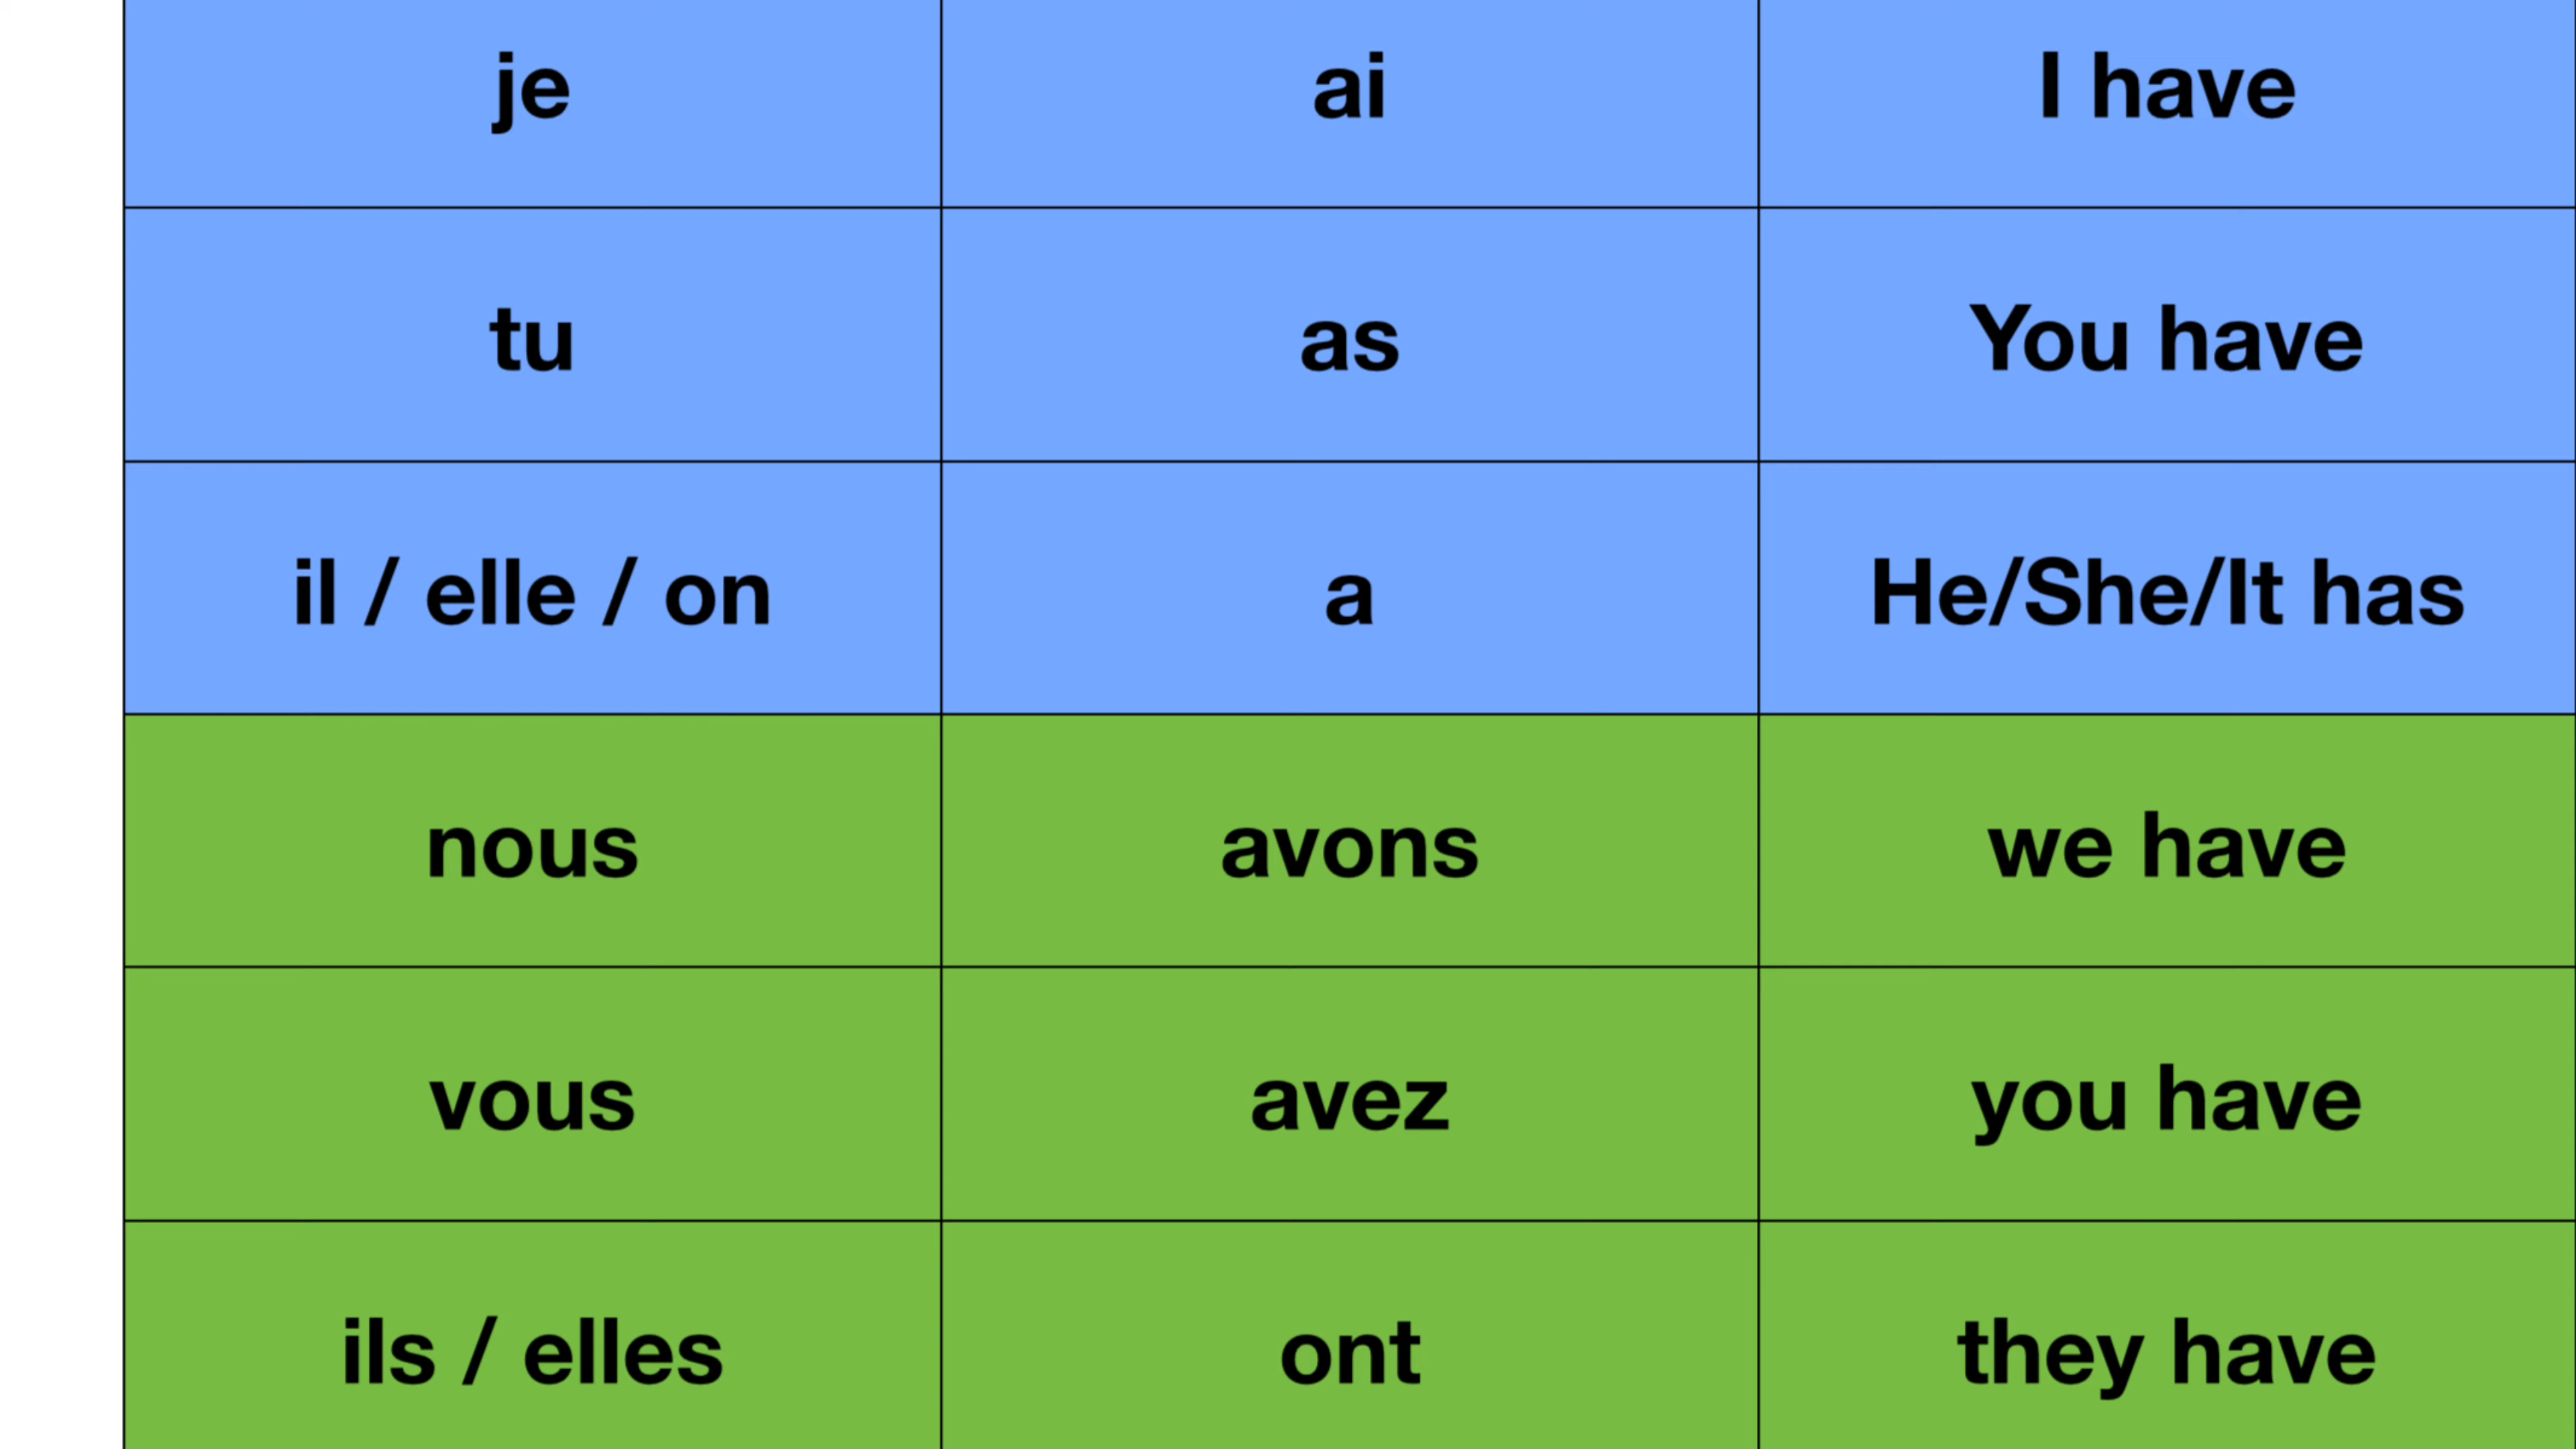 je ai I have
tu as You have
il / elle / on a He/She/It has
nous avons we have
vous avez you have
ils / elles ont they have